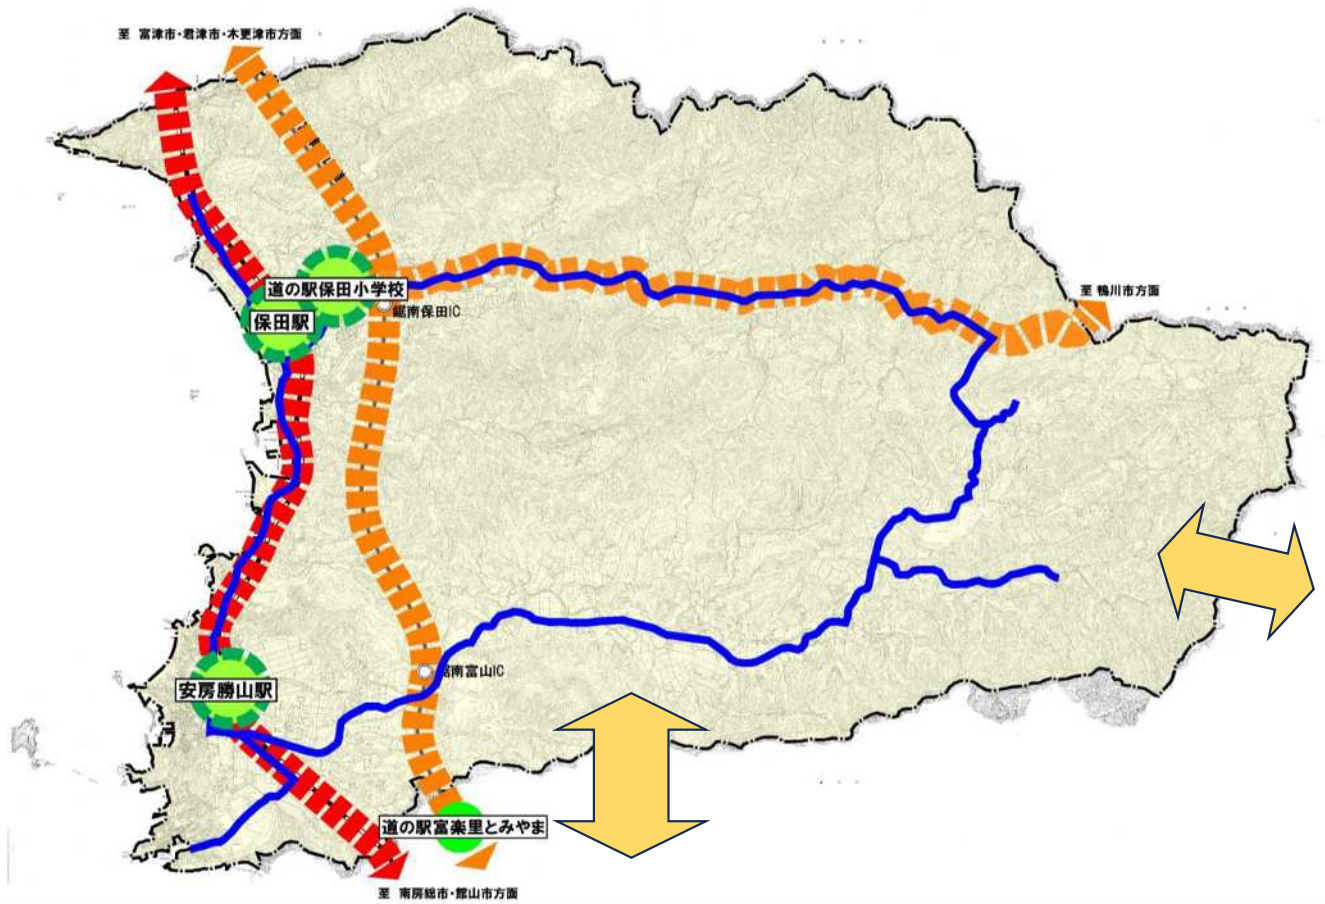 至 富津市・君津市・木更津市方面
道の駅保田小学校
至 鴨川市方面
鋸南保田IC
保田駅
鋸南富山IC
安房勝山駅
道の駅富楽里とみやま
至 南房総市・館山市方面